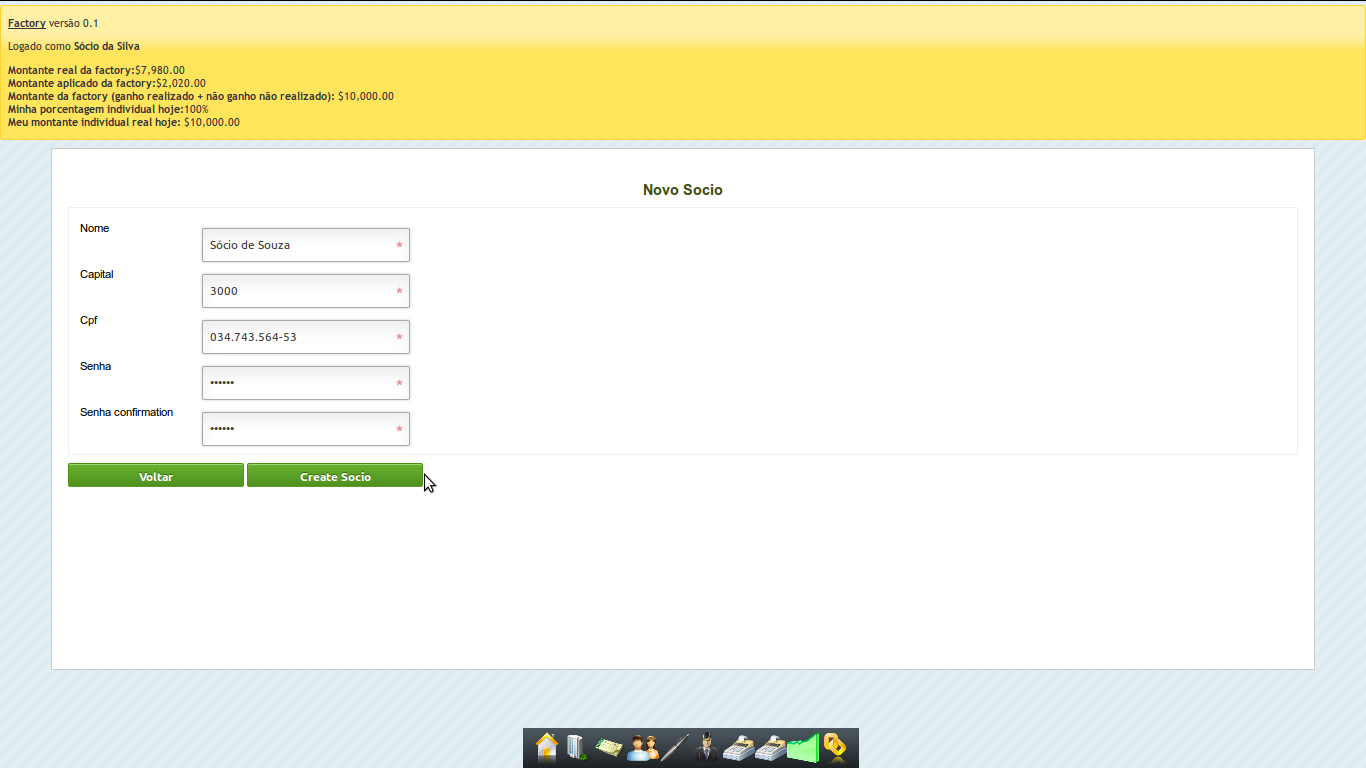 Factory versão 0.1
Logado como Sócio da Silva
Montante real da factory:$7,980.00
Montante aplicado da factory:$2,020.00
Montante da factory (ganho realizado + não ganho não realizado): $10,000.00
Minha porcentagem individual hoje:100%
Meu montante individual real hoje: $10,000.00
Novo Socio
Nome
Sócio de Souza *
Capital
3000 *
Cpf
034.743.564-53 *
Senha
•••••• *
Senha confirmation
•••••• *
Voltar Create Socio